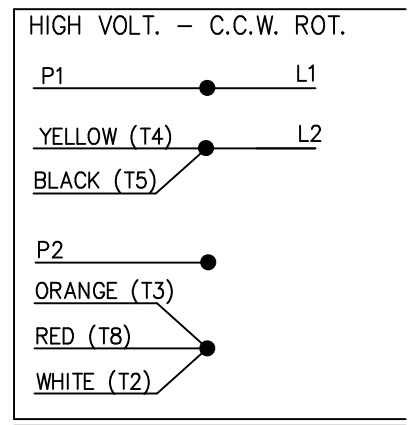 HIGH VOLT. – C.C.W. ROT.
P1 L1
YELLOW (T4) L2
BLACK (T5)
P2
ORANGE (T3)
RED (T8)
WHITE (T2)